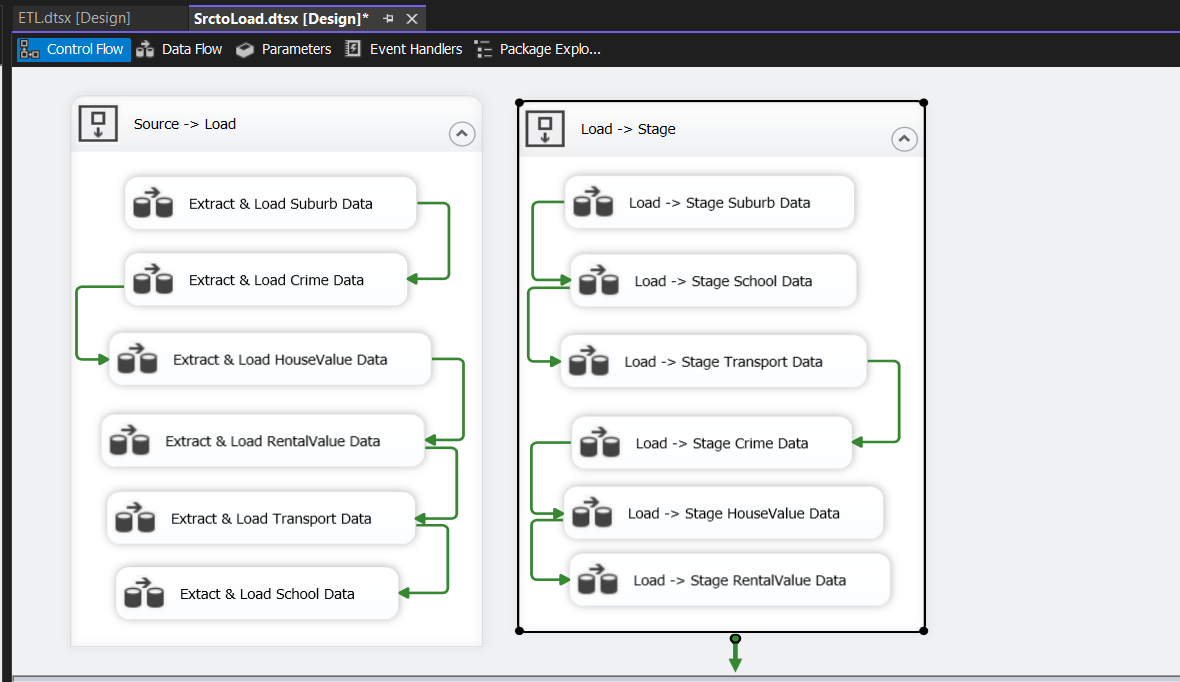 ETL.dtsx [Design]
SrctoLoad.dtsx [Design]*
Control Flow
Data Flow
Parameters
Event Handlers
Package Explo...
Source -> Load
Extract & Load Suburb Data
Extract & Load Crime Data
Extract & Load HouseValue Data
Extract & Load RentalValue Data
Extract & Load Transport Data
Extact & Load School Data
Load -> Stage
Load -> Stage Suburb Data
Load -> Stage School Data
Load -> Stage Transport Data
Load -> Stage Crime Data
Load -> Stage HouseValue Data
Load -> Stage RentalValue Data